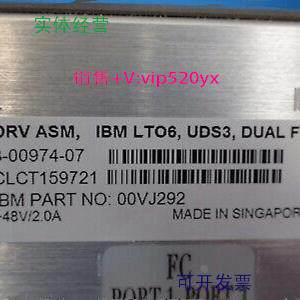 实体经营
销售+V:vip520yx
DRV ASM, IBM LTO6, UDS3, DUAL F
-00974-07
CLCT159721
IBM PART NO: 00VJ292
-48V/2.0A
MADE IN SINGAPOR
FC
PORT 1 PORT
可开发票